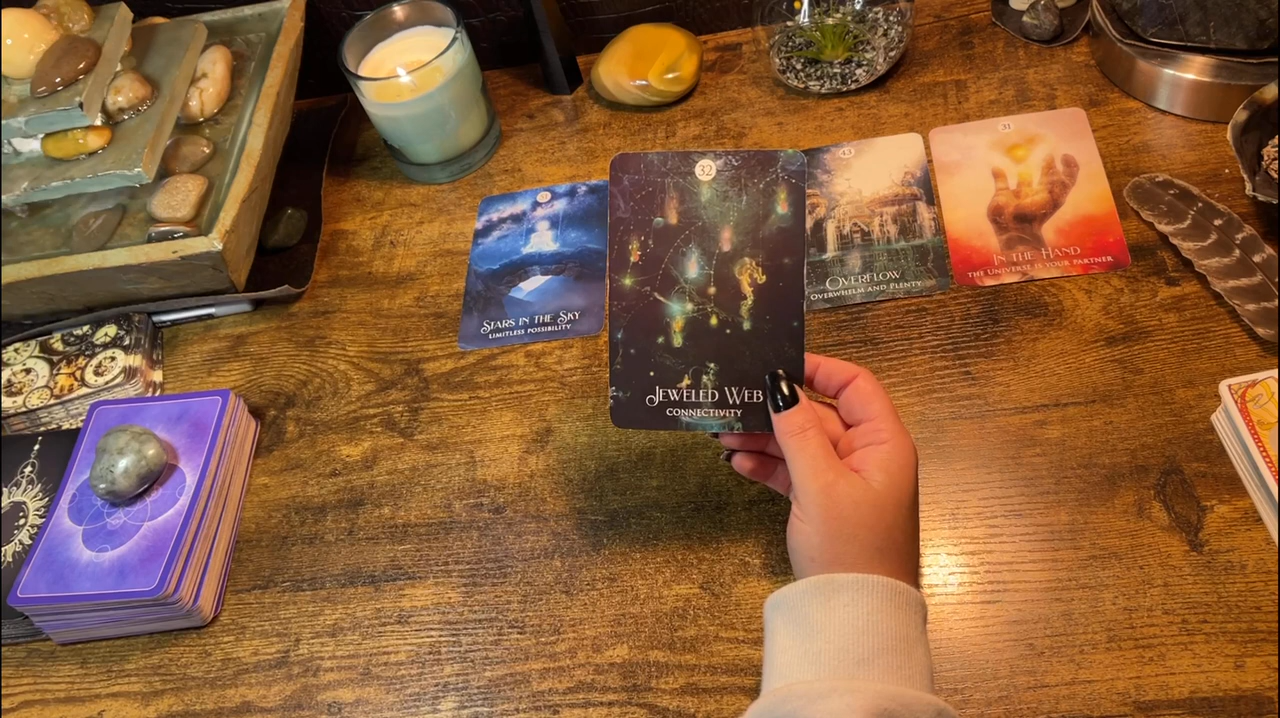 STARS IN THE SKY
LIMITLESS POSSIBILITY
32
JEWELED WEB
CONNECTIVITY
43
OVERFLOW
OVERWHELM AND PLENTY
31
IN THE HAND
THE UNIVERSE IS YOUR PARTNER